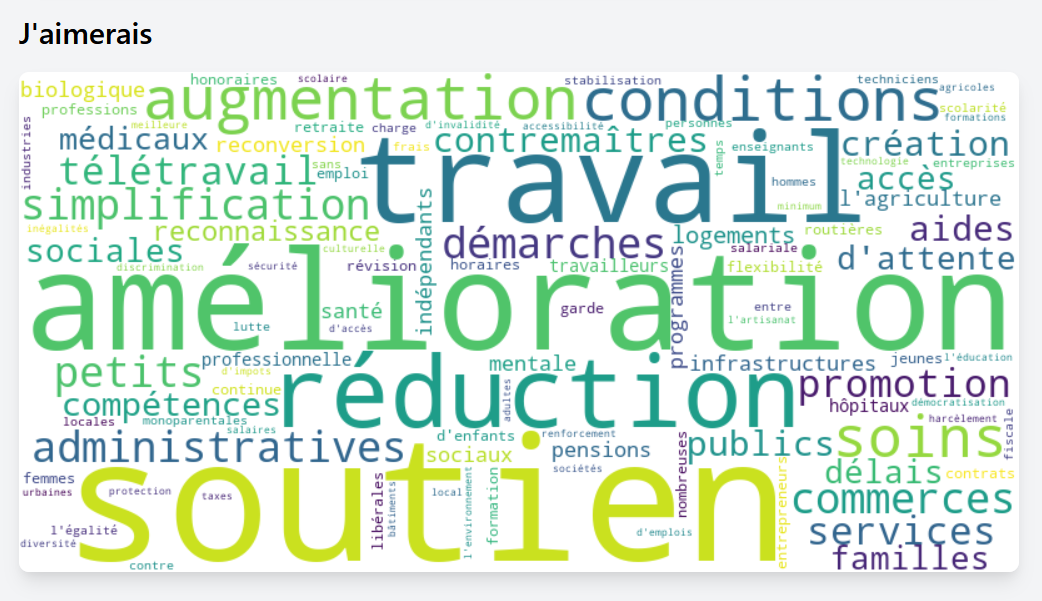 J'aimerais
biologique
honoraires
scolaire
augmentation
stabilisation
conditions
techniciens
agricoles
professions
scolarité
formations
industries
meilleure
médicaux
reconversion
retraite
charge
d'invalidité
accessibilité
personnes
frais
contremaîtres
travail
temps
enseignants
création
technologie
entreprises
télétravail
sans
emploi
hommes
accès
simplification
minimum
l'agriculture
inégalités
reconnaissance
indépendants
démarches
logements
routières
aides
sociales
culturelle
salariale
d'attente
discrimination
sécurité
révision
horaires
travailleurs
programmes
flexibilité
amélioration
santé
garde
entre
lutte
d'accès
l'artisanat
petits
professionnelle
d'impots
réduction
mentale
infrastructures
jeunes
l'éducation
continue
adultes
promotion
compétences
hôpitaux
démocratisation
locales
monoparentales
salaires
harcèlement
fiscale
administratives
d'enfants
renforcement
publics
soins
sociaux
pensions
sociétés
nombreuses
délais
contrats
femmes
urbaines
protection
taxes
soutien
libérales
bâtiments
local
l'environnement
formation
entrepreneurs
commerces
l'égalité
d'emplois
services
diversité
familles
contre